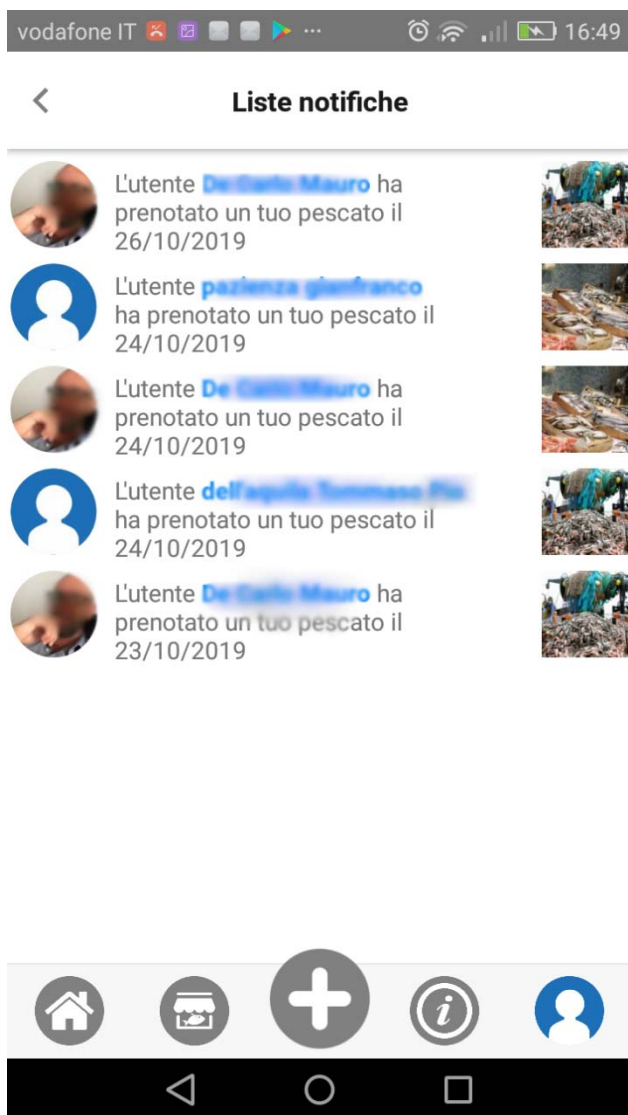 vodafone IT
16:49
Liste notifiche
L'utente ha
prenotato un tuo pescato il
26/10/2019
L'utente
ha prenotato un tuo pescato il
24/10/2019
L'utente ha
prenotato un tuo pescato il
24/10/2019
L'utente
ha prenotato un tuo pescato il
24/10/2019
L'utente ha
prenotato un tuo pescato il
23/10/2019